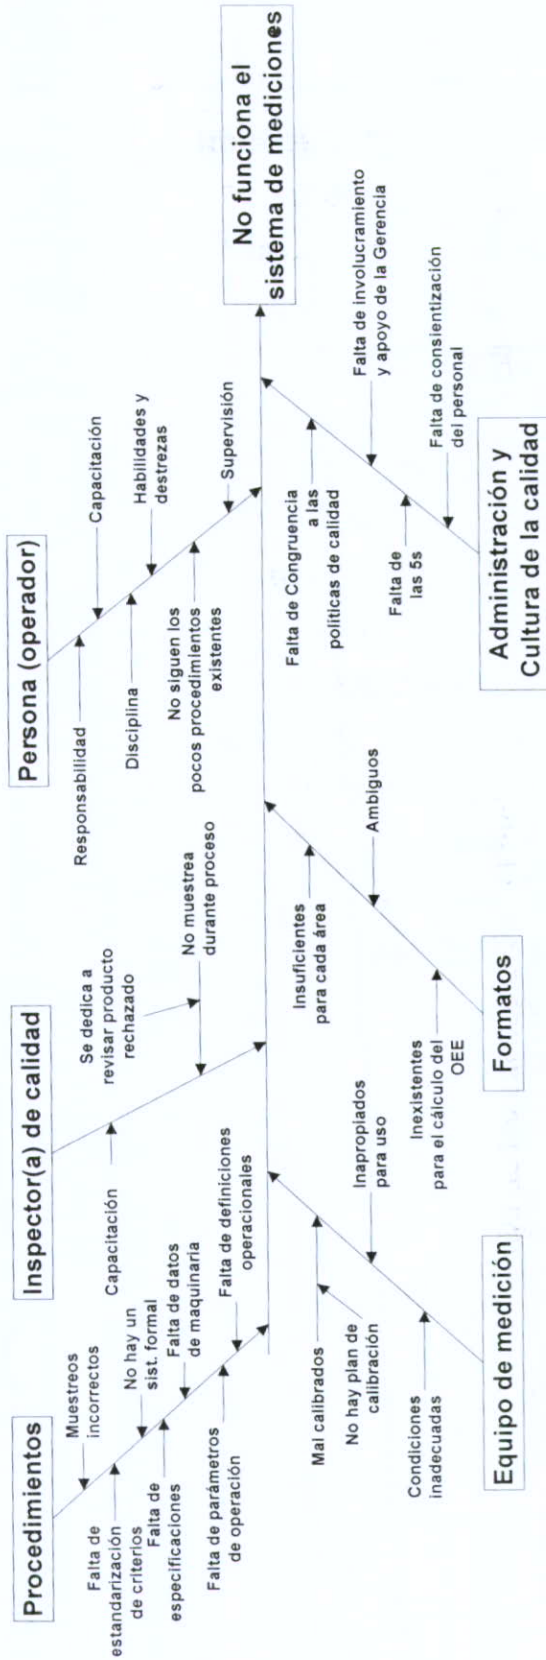 Procedimientos
Muestreos
incorrectos
Falta de
estandarización
de criterios
No hay un
sist. formal
Falta de
especificaciones
Falta de datos
de maquinaria
Falta de parámetros
de operación
Falta de definiciones
operacionales
Inspector(a) de calidad
Capacitación
Se dedica a
revisar producto
rechazado
No muestrea
durante proceso
Persona (operador)
Responsabilidad
Capacitación
Disciplina
Habilidades y
destrezas
No siguen los
pocos procedimientos
existentes
Supervisión
No funciona el
sistema de mediciones
Mal calibrados
No hay plan de
calibración
Inapropiados
para uso
Condiciones
inadecuadas
Equipo de medición
Insuficientes
para cada área
Ambiguos
Inexistentes
para el cálculo del
OEE
Formatos
Falta de Congruencia
a las
políticas de calidad
Falta de involucramiento
y apoyo de la Gerencia
Falta de
las 5s
Falta de consientización
del personal
Administración y
Cultura de la calidad